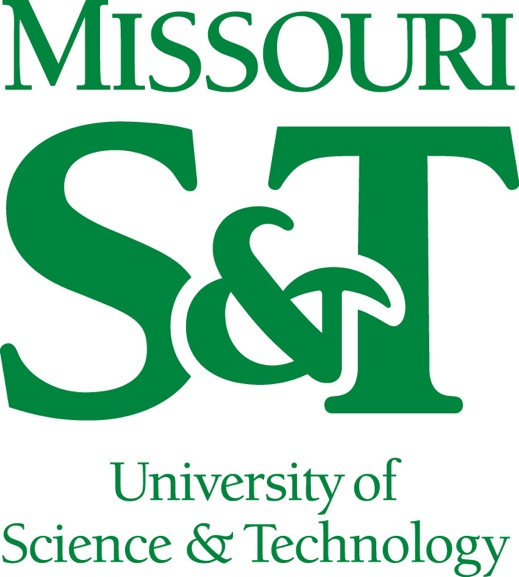 MISSOURI
S&T
University of
Science & Technology